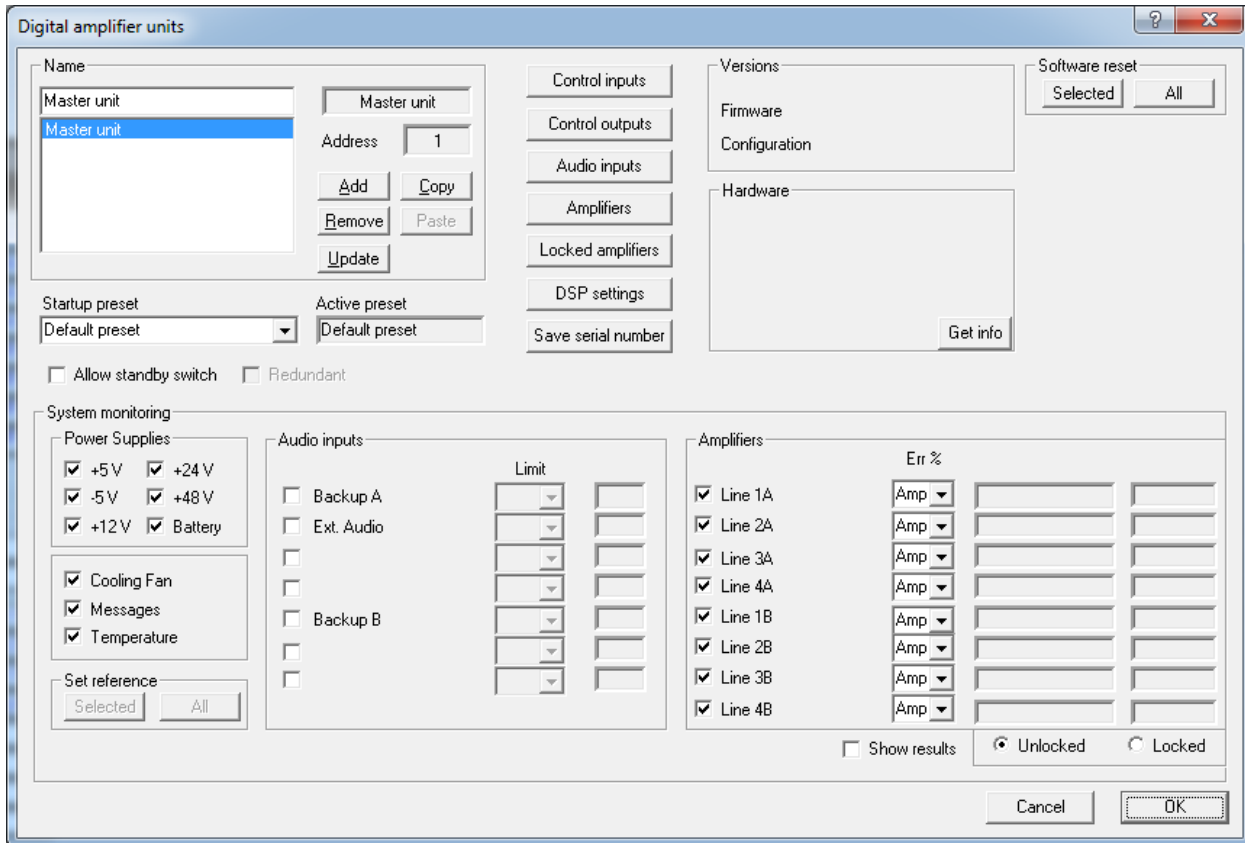 Digital amplifier units
?
X
Name
Master unit
Master unit
Master unit
Address 1
Add Copy
Remove Paste
Update
Startup preset
Default preset
Active preset
Default preset
Allow standby switch Redundant
Control inputs
Control outputs
Audio inputs
Amplifiers
Locked amplifiers
DSP settings
Save serial number
Versions
Firmware
Configuration
Hardware
Get info
Software reset
Selected All
System monitoring
Power Supplies
+5 V +24 V
-5 V +48 V
+12 V Battery
Cooling Fan
Messages
Temperature
Set reference
Selected All
Audio inputs
Limit
Backup A
Ext. Audio
Backup B
Amplifiers
Err %
Line 1A Amp
Line 2A Amp
Line 3A Amp
Line 4A Amp
Line 1B Amp
Line 2B Amp
Line 3B Amp
Line 4B Amp
Show results Unlocked Locked
Cancel OK